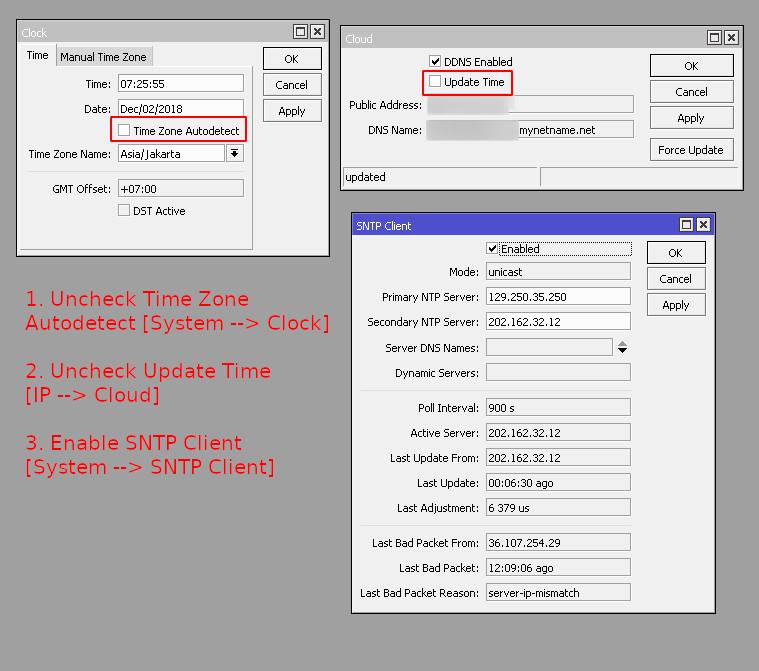 Clock
Time
Manual Time Zone
Time: 07:25:55
Date: Dec/02/2018
Time Zone Autodetect
Time Zone Name: Asia/Jakarta
GMT Offset: +07:00
DST Active
OK
Cancel
Apply
Cloud
DDNS Enabled
Update Time
Public Address:
DNS Name: mynetname.net
OK
Cancel
Apply
Force Update
updated
SNTP Client
Enabled
Mode: unicast
Primary NTP Server: 129.250.35.250
Secondary NTP Server: 202.162.32.12
Server DNS Names:
Dynamic Servers:
Poll Interval: 900 s
Active Server: 202.162.32.12
Last Update From: 202.162.32.12
Last Update: 00:06:30 ago
Last Adjustment: 6 379 us
Last Bad Packet From: 36.107.254.29
Last Bad Packet: 12:09:06 ago
Last Bad Packet Reason: server-ip-mismatch
OK
Cancel
Apply
1. Uncheck Time Zone
Autodetect [System --> Clock]
2. Uncheck Update Time
[IP --> Cloud]
3. Enable SNTP Client
[System --> SNTP Client]